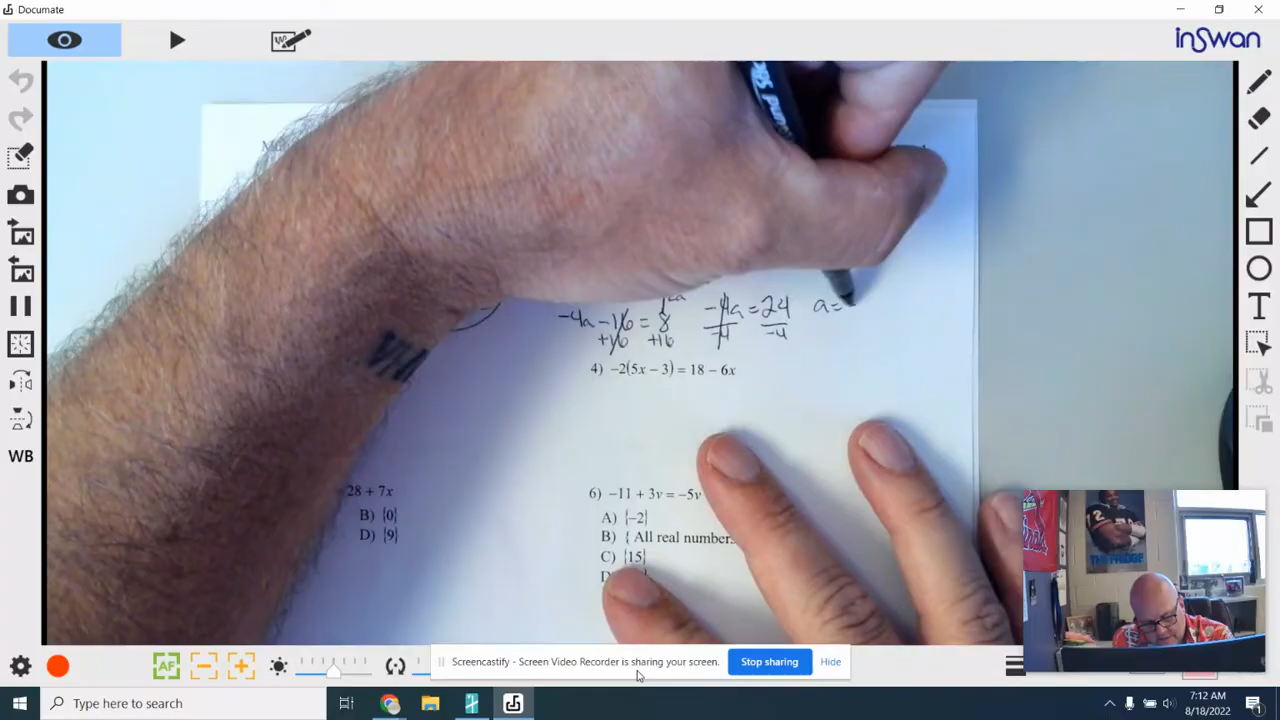 Documate
inSwan
-4a - 16 = 8
-4a = 24
a =
+16 +16
-4 -4
4) -2(5x - 3) = 18 - 6x
28 + 7x
6) -11 + 3v = -5v
B) {0}
A) {-2}
D) {9}
B) { All real numbers
C) {15}
WB
AF
Screencastify - Screen Video Recorder is sharing your screen.
Stop sharing
Hide
Type here to search
7:12 AM
8/18/2022